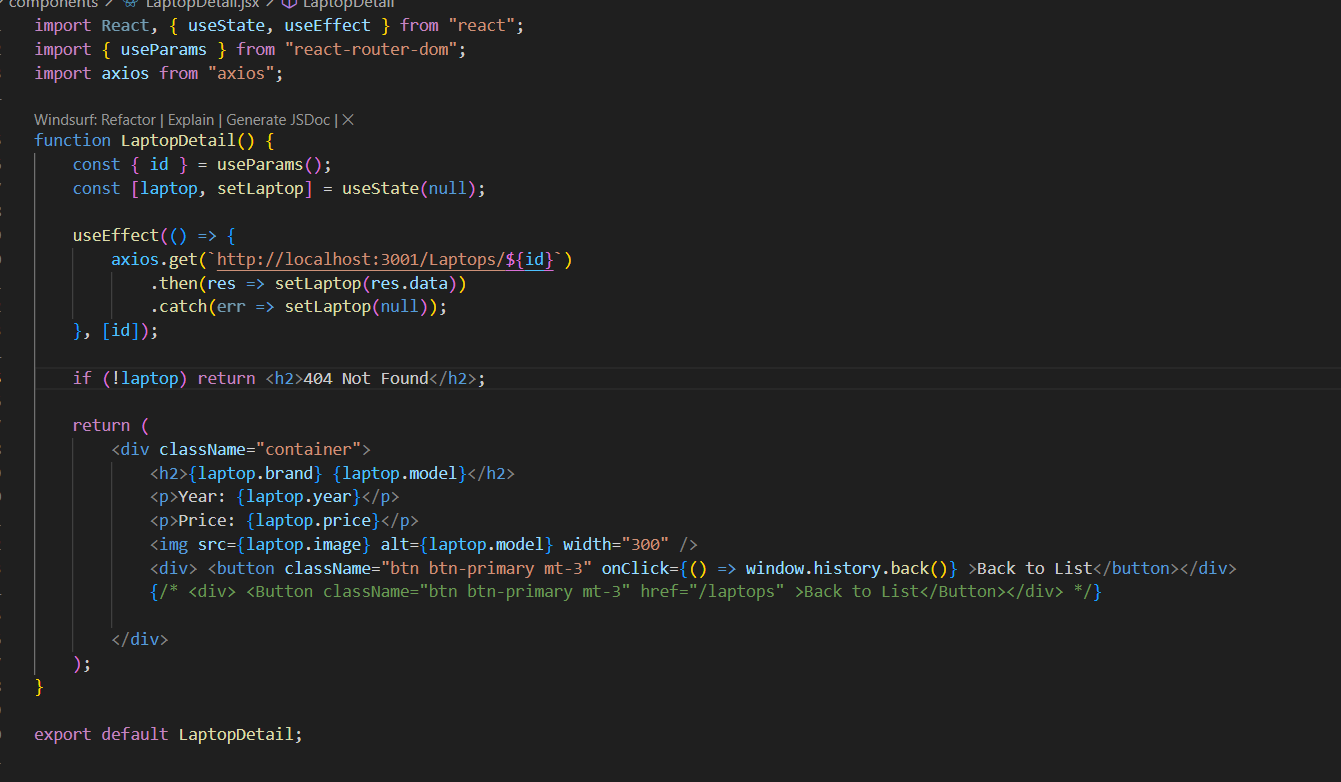 components > LaptopDetail.jsx > LaptopDetail
import React, { useState, useEffect } from "react";
import { useParams } from "react-router-dom";
import axios from "axios";
Windsurf: Refactor | Explain | Generate JSDoc | ✕
function LaptopDetail() {
    const { id } = useParams();
    const [laptop, setLaptop] = useState(null);
    useEffect(() => {
        axios.get(`http://localhost:3001/Laptops/${id}`)
            .then(res => setLaptop(res.data))
            .catch(err => setLaptop(null));
    }, [id]);
    if (!laptop) return <h2>404 Not Found</h2>;
    return (
        <div className="container">
            <h2>{laptop.brand} {laptop.model}</h2>
            <p>Year: {laptop.year}</p>
            <p>Price: {laptop.price}</p>
            <img src={laptop.image} alt={laptop.model} width="300" />
            <div> <button className="btn btn-primary mt-3" onClick={() => window.history.back()} >Back to List</button></div>
            {/* <div> <Button className="btn btn-primary mt-3" href="/laptops" >Back to List</Button></div> */}
        </div>
    );
}
export default LaptopDetail;